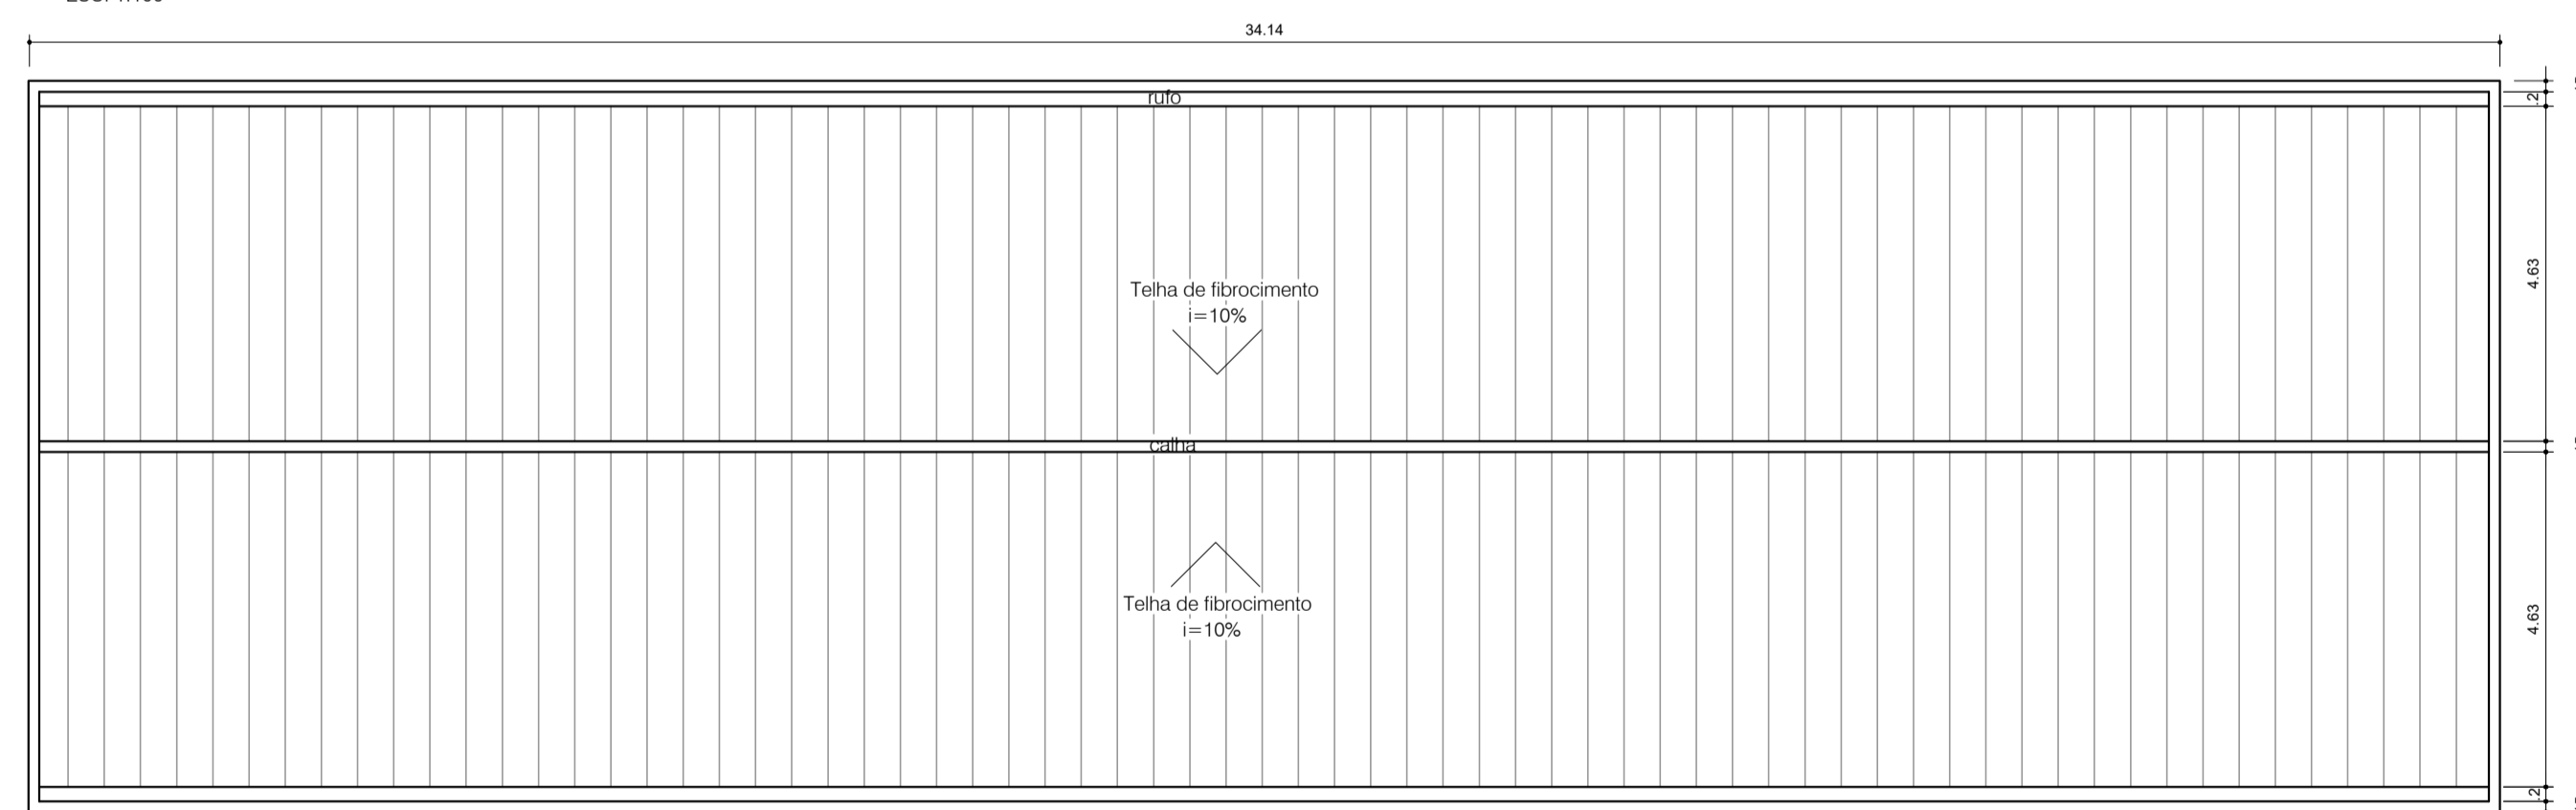 34.14
rufo
.2
4.63
Telha de fibrocimento
i=10%
calha
Telha de fibrocimento
i=10%
4.63
.2